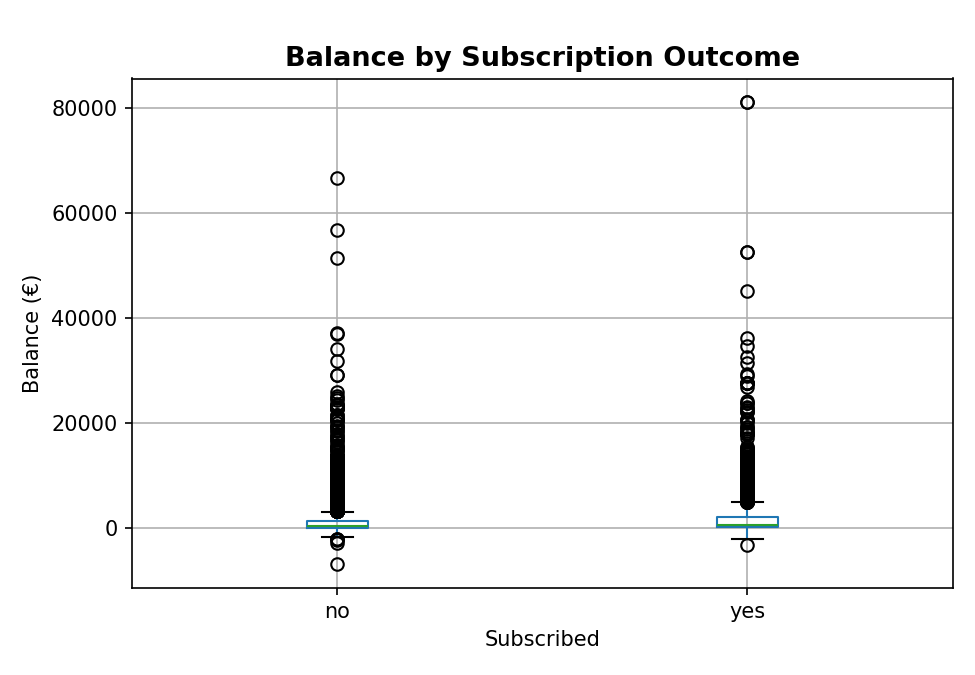 Balance by Subscription Outcome
80000
60000
40000
20000
0
Balance (€)
no
yes
Subscribed